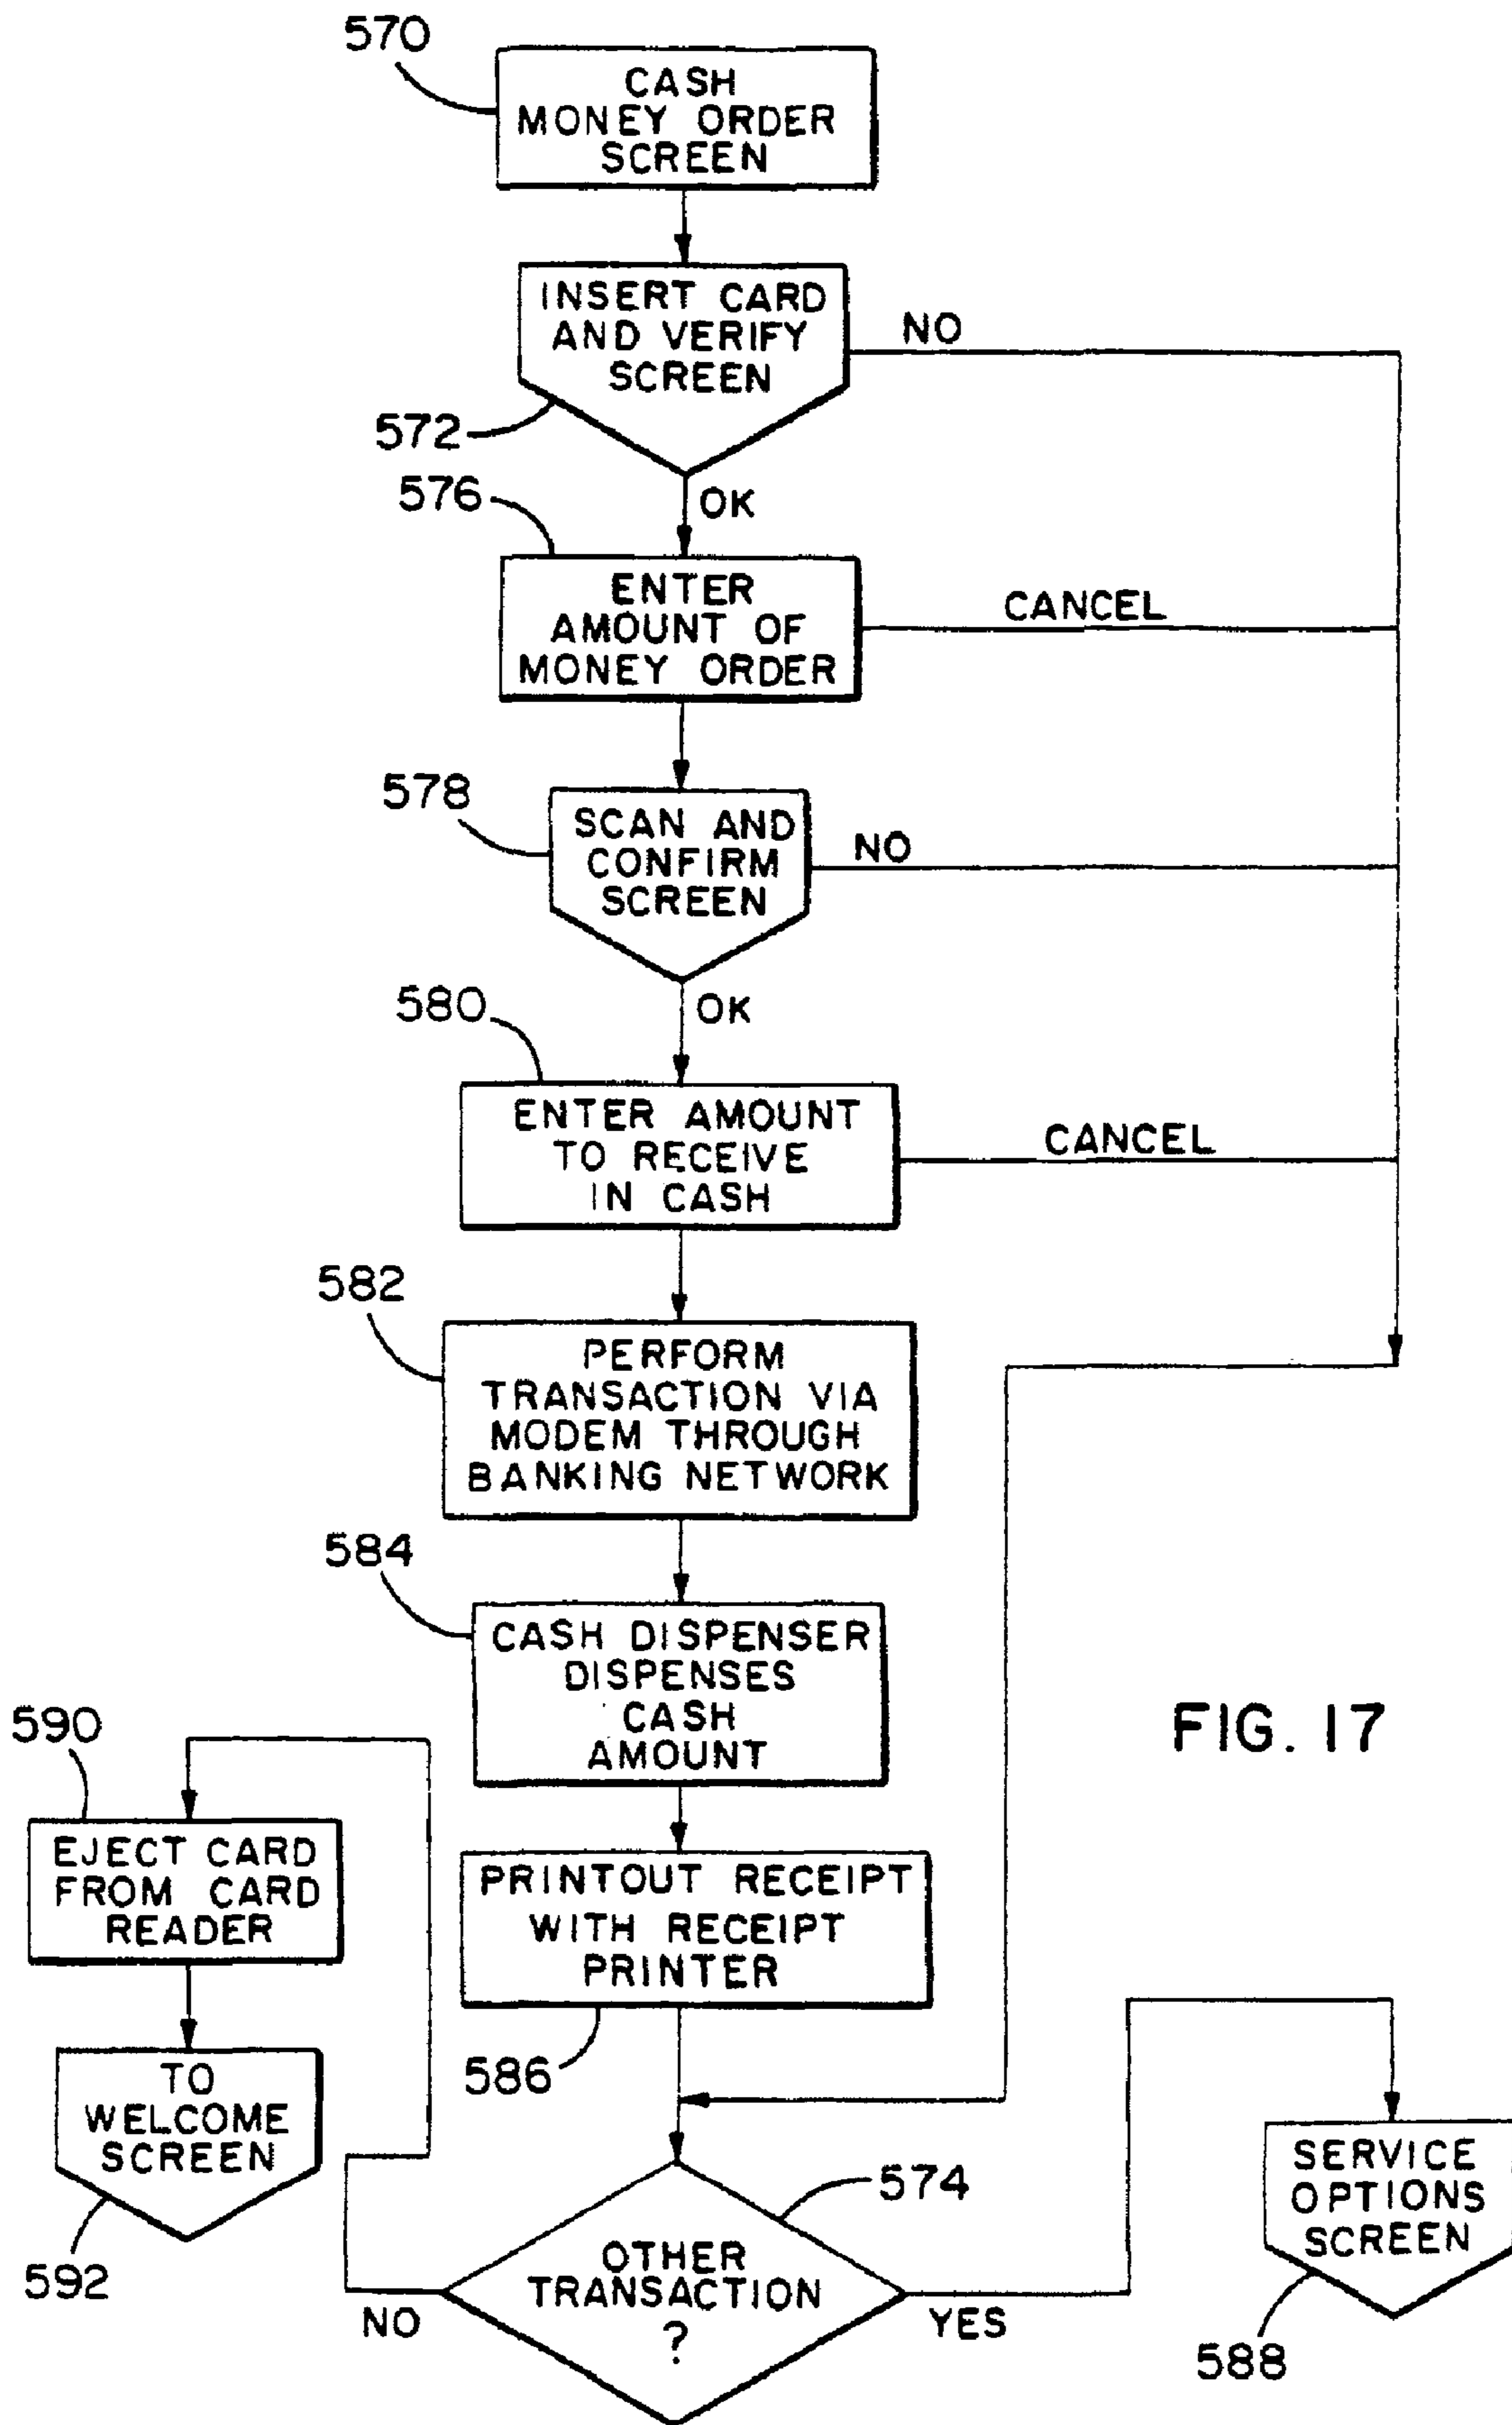 570
CASH
MONEY ORDER
SCREEN
INSERT CARD
AND VERIFY
SCREEN
NO
572
OK
576
ENTER
AMOUNT OF
MONEY ORDER
CANCEL
578
SCAN AND
CONFIRM
SCREEN
NO
OK
580
ENTER AMOUNT
TO RECEIVE
IN CASH
CANCEL
582
PERFORM
TRANSACTION VIA
MODEM THROUGH
BANKING NETWORK
584
CASH DISPENSER
DISPENSES
CASH
AMOUNT
FIG. 17
590
EJECT CARD
FROM CARD
READER
PRINTOUT RECEIPT
WITH RECEIPT
PRINTER
586
TO
WELCOME
SCREEN
592
574
OTHER
TRANSACTION
?
NO
YES
SERVICE
OPTIONS
SCREEN
588